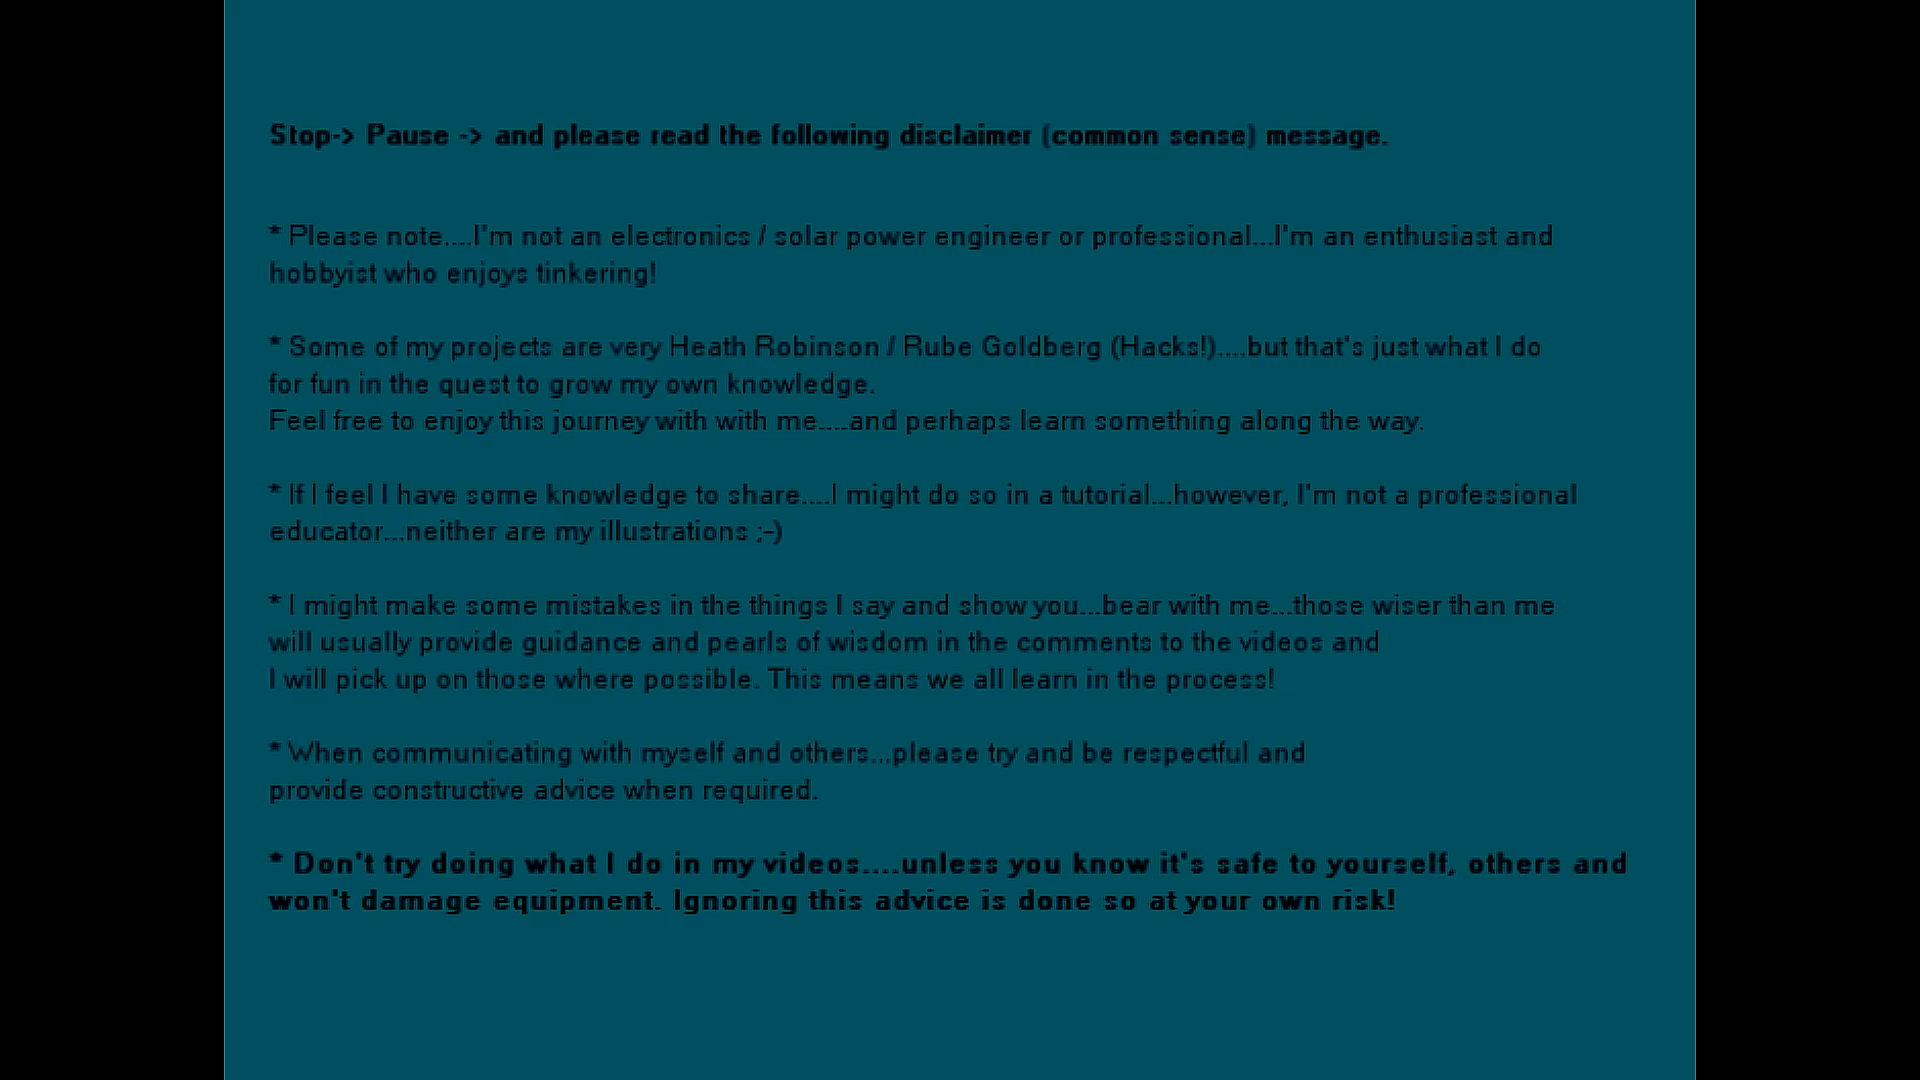 Stop-> Pause -> and please read the following disclaimer (common sense) message.
* Please note....I'm not an electronics / solar power engineer or professional...I'm an enthusiast and
hobbyist who enjoys tinkering!
* Some of my projects are very Heath Robinson / Rube Goldberg (Hacks!)....but that's just what I do
for fun in the quest to grow my own knowledge.
Feel free to enjoy this journey with with me....and perhaps learn something along the way.
* If I feel I have some knowledge to share....I might do so in a tutorial...however, I'm not a professional
educator...neither are my illustrations ;-)
* I might make some mistakes in the things I say and show you...bear with me...those wiser than me
will usually provide guidance and pearls of wisdom in the comments to the videos and
I will pick up on those where possible. This means we all learn in the process!
* When communicating with myself and others...please try and be respectful and
provide constructive advice when required.
* Don't try doing what I do in my videos....unless you know it's safe to yourself, others and
won't damage equipment. Ignoring this advice is done so at your own risk!